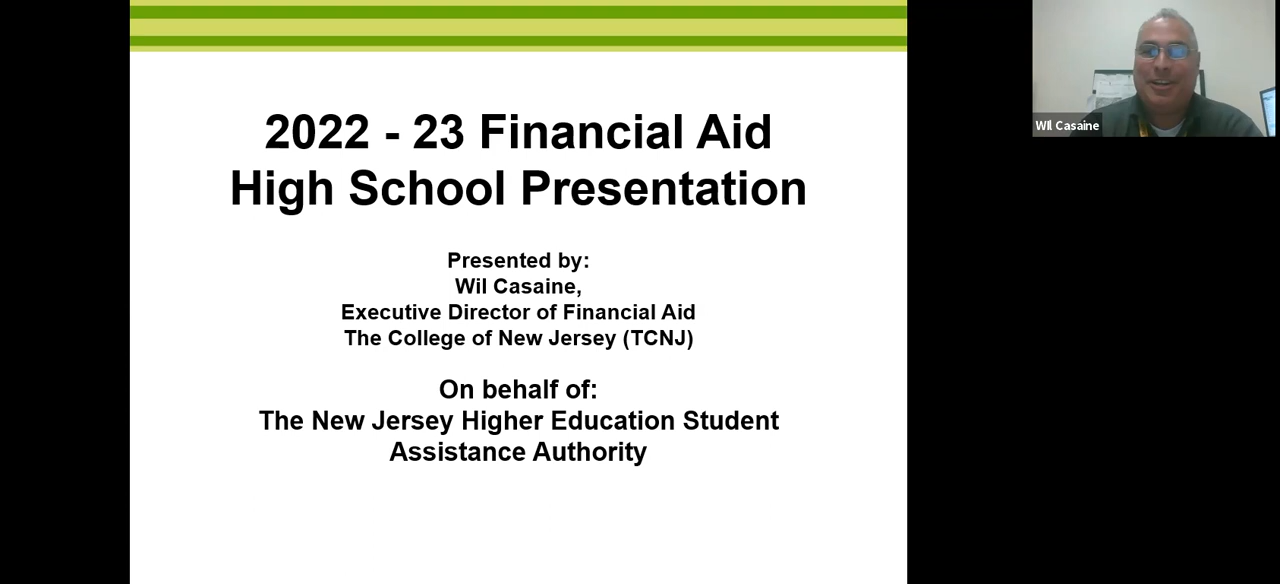 2022 - 23 Financial Aid
High School Presentation
Presented by:
Wil Casaine,
Executive Director of Financial Aid
The College of New Jersey (TCNJ)
On behalf of:
The New Jersey Higher Education Student
Assistance Authority
WIl Casaine